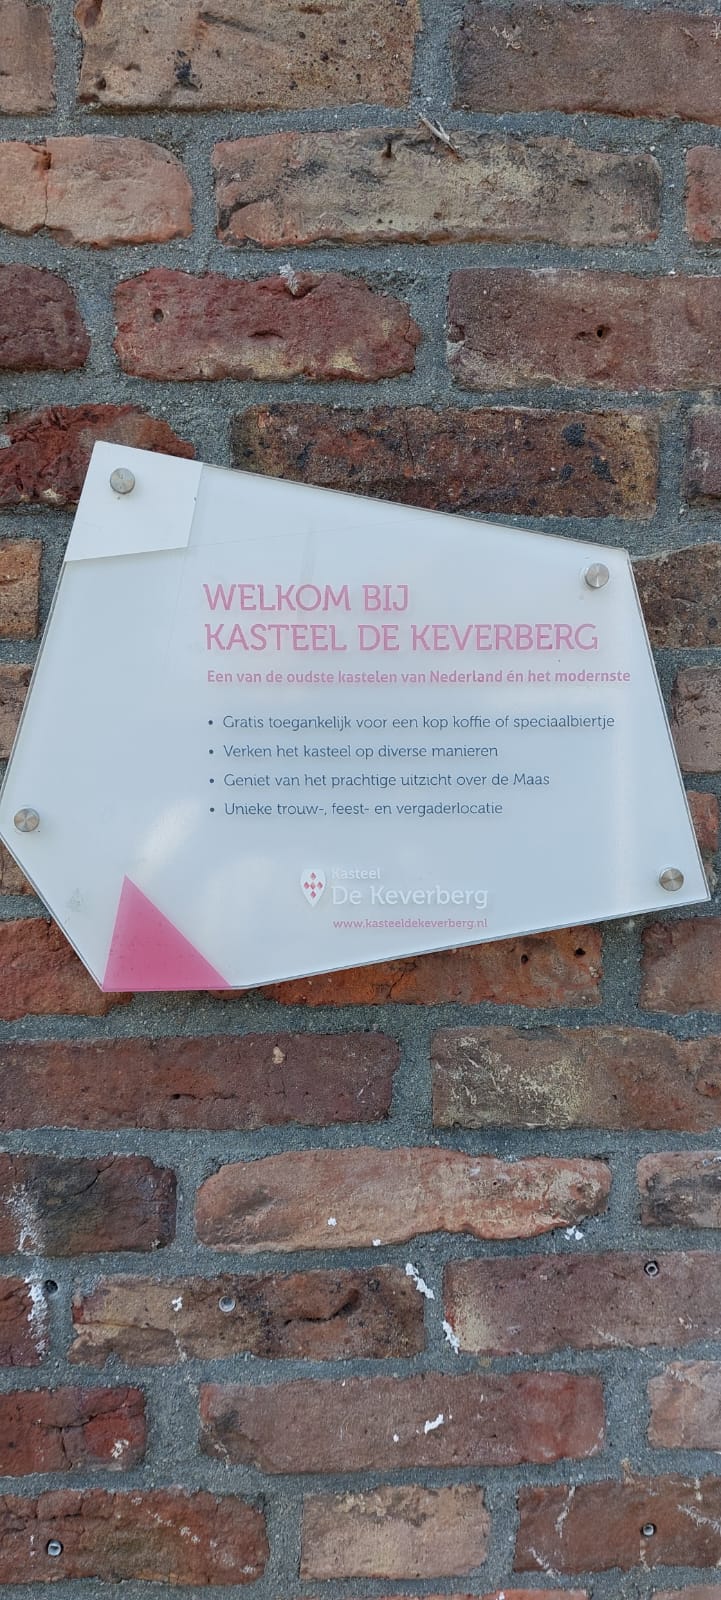 WELKOM BIJ
KASTEEL DE KEVERBERG
Een van de oudste kastelen van Nederland én het modernste
• Gratis toegankelijk voor een kop koffie of speciaalbiertje
• Verken het kasteel op diverse manieren
• Geniet van het prachtige uitzicht over de Maas
• Unieke trouw-, feest- en vergaderlocatie
Kasteel
De Keverberg
www.kasteeldekeverberg.nl